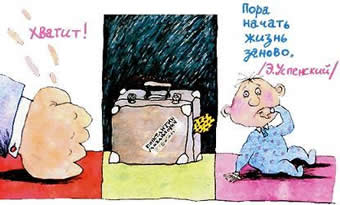 Хватит!
Пора
начать
жизнь
заново.
/Э.Успенский/